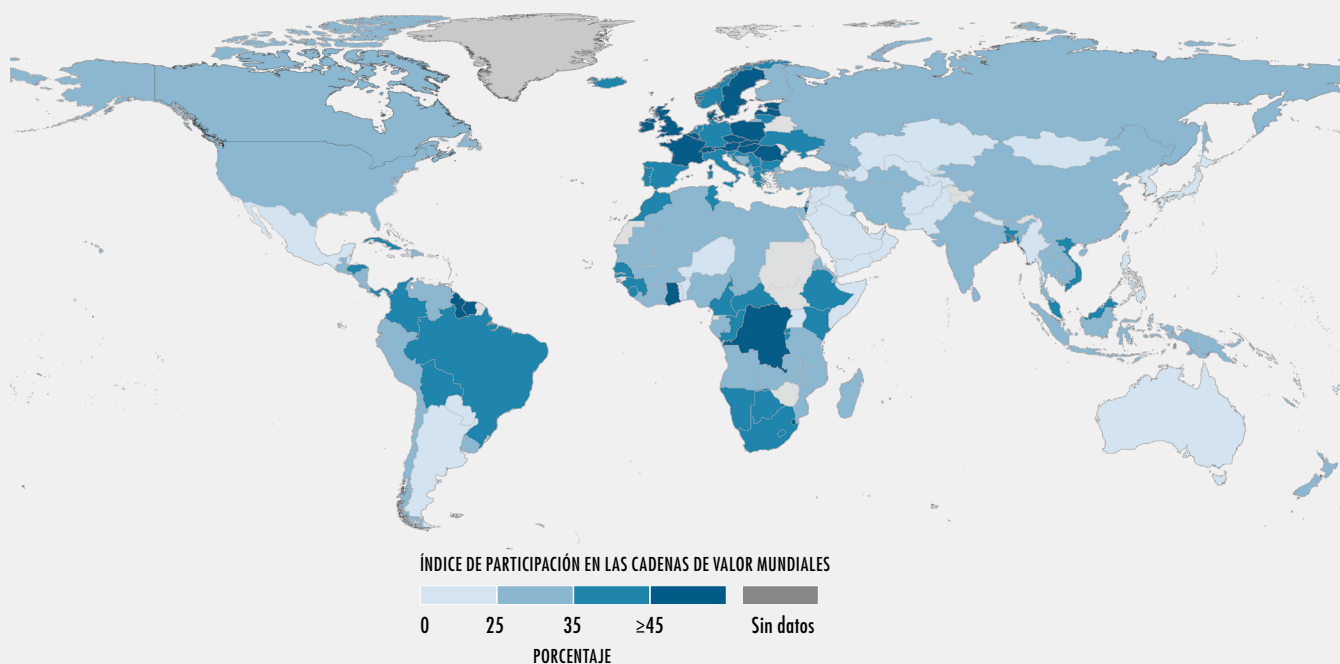 ÍNDICE DE PARTICIPACIÓN EN LAS CADENAS DE VALOR MUNDIALES
0 25 35 ≥45 Sin datos
PORCENTAJE